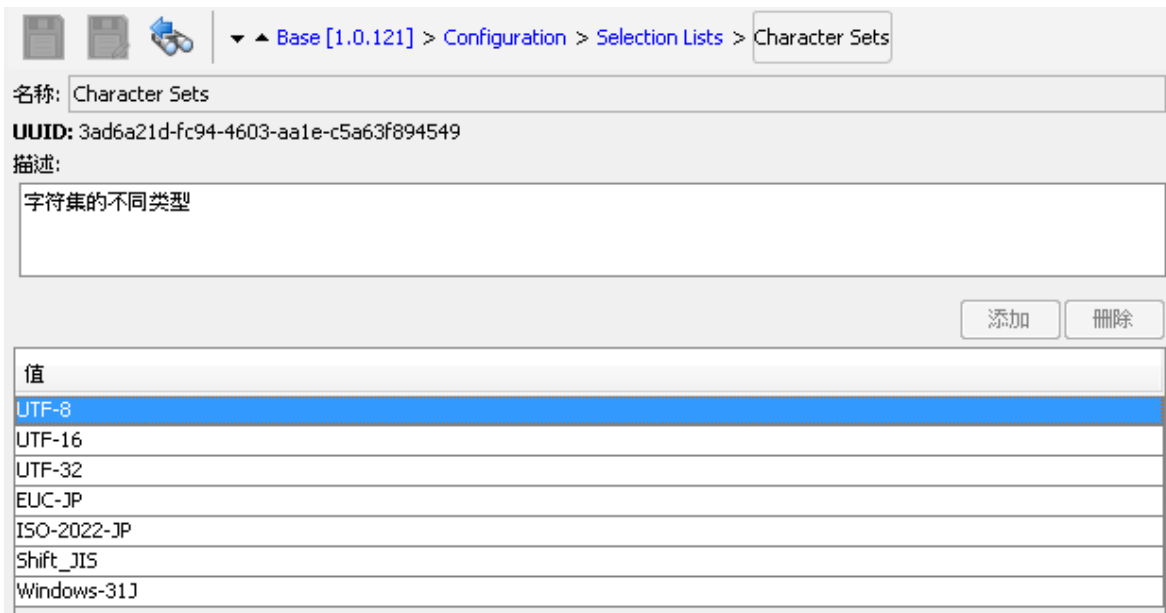 Base [1.0.121] > Configuration > Selection Lists > Character Sets
名称: Character Sets
UUID: 3ad6a21d-fc94-4603-aa1e-c5a63f894549
描述:
字符集的不同类型
添加 删除
值
UTF-8
UTF-16
UTF-32
EUC-JP
ISO-2022-JP
Shift_JIS
Windows-31J